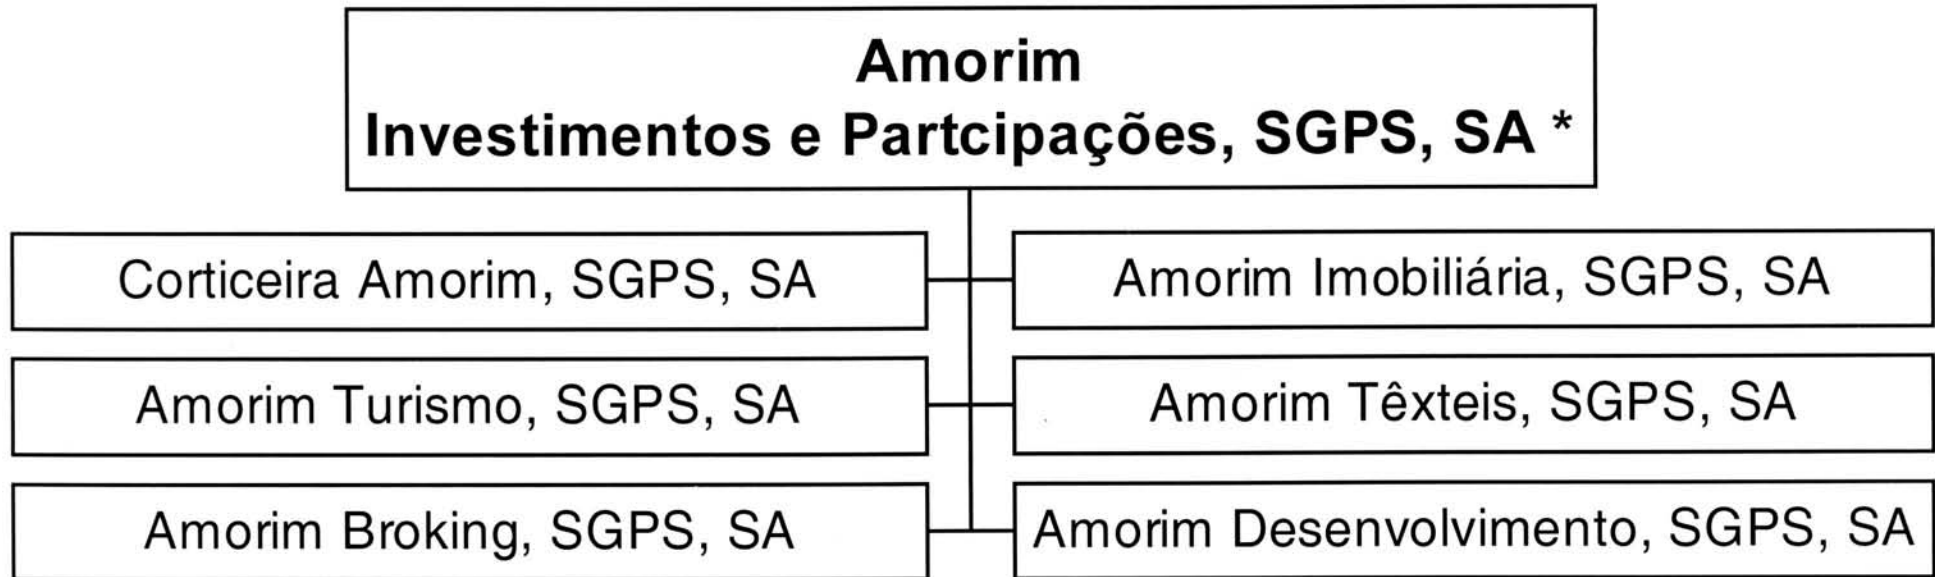 Amorim
Investimentos e Partcipações, SGPS, SA *
Corticeira Amorim, SGPS, SA
Amorim Imobiliária, SGPS, SA
Amorim Turismo, SGPS, SA
Amorim Têxteis, SGPS, SA
Amorim Broking, SGPS, SA
Amorim Desenvolvimento, SGPS, SA